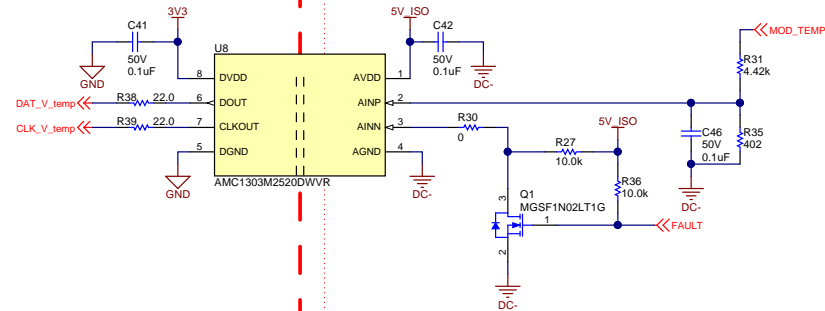 3V3
5V_ISO
C41
C42
MOD_TEMP
50V
0.1uF
50V
0.1uF
GND
DC-
R31
4.42k
U8
8
DVDD
AVDD
1
DAT_V_temp
R38
22.0
6
DOUT
AINP
2
CLK_V_temp
R39
22.0
7
CLKOUT
AINN
3
R30
0
5V_ISO
R27
10.0k
C46
50V
0.1uF
R35
402
5
DGND
AGND
4
GND
AMC1303M2520DWVR
DC-
R36
10.0k
DC-
Q1
MGSF1N02LT1G
3
1
FAULT
2
DC-